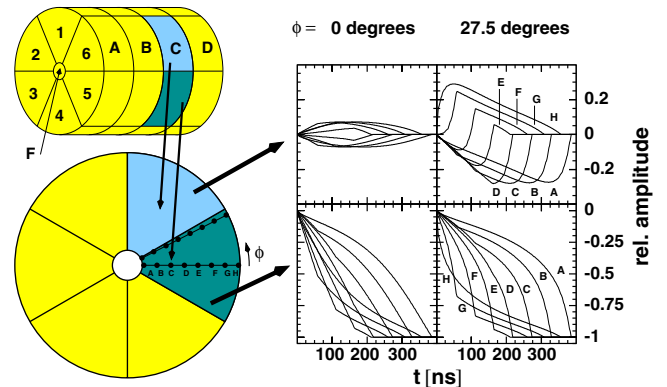 ϕ = 0 degrees 27.5 degrees
1 2 3 4 5 6 A B C D
F
ϕ
A B C D E F G H
E F G H
D C B A
0.2
0
-0.2
rel. amplitude
0
-0.25
-0.5
-0.75
-1
H G F E D C B A
100 200 300 100 200 300
t [ns]